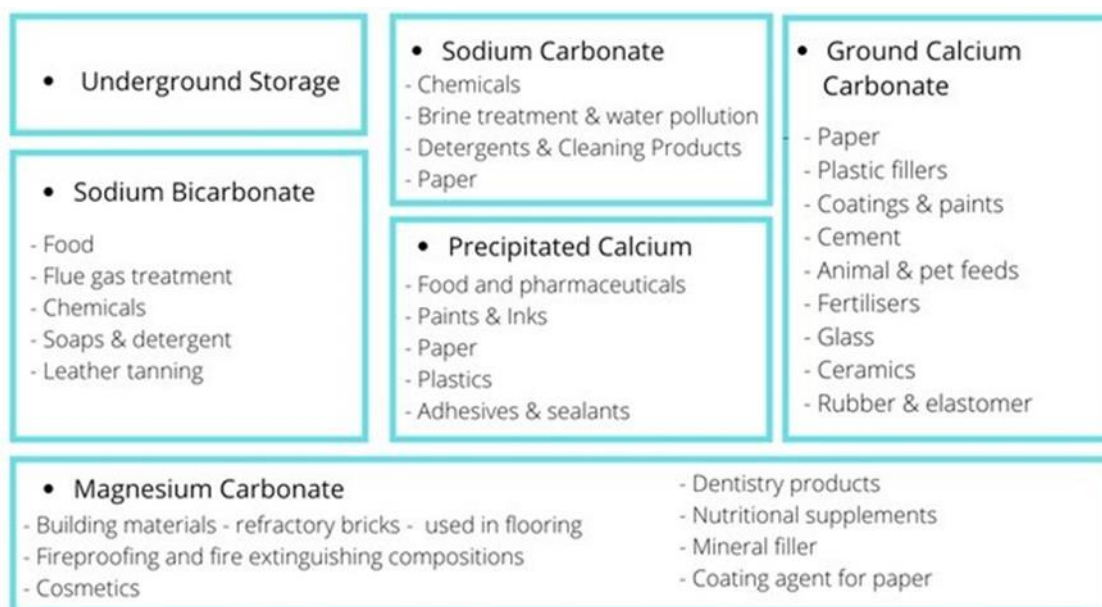 • Underground Storage
• Sodium Bicarbonate
- Food
- Flue gas treatment
- Chemicals
- Soaps & detergent
- Leather tanning
• Sodium Carbonate
- Chemicals
- Brine treatment & water pollution
- Detergents & Cleaning Products
- Paper
• Precipitated Calcium
- Food and pharmaceuticals
- Paints & Inks
- Paper
- Plastics
- Adhesives & sealants
• Ground Calcium
Carbonate
- Paper
- Plastic fillers
- Coatings & paints
- Cement
- Animal & pet feeds
- Fertilisers
- Glass
- Ceramics
- Rubber & elastomer
• Magnesium Carbonate
- Building materials - refractory bricks - used in flooring
- Fireproofing and fire extinguishing compositions
- Cosmetics
- Dentistry products
- Nutritional supplements
- Mineral filler
- Coating agent for paper